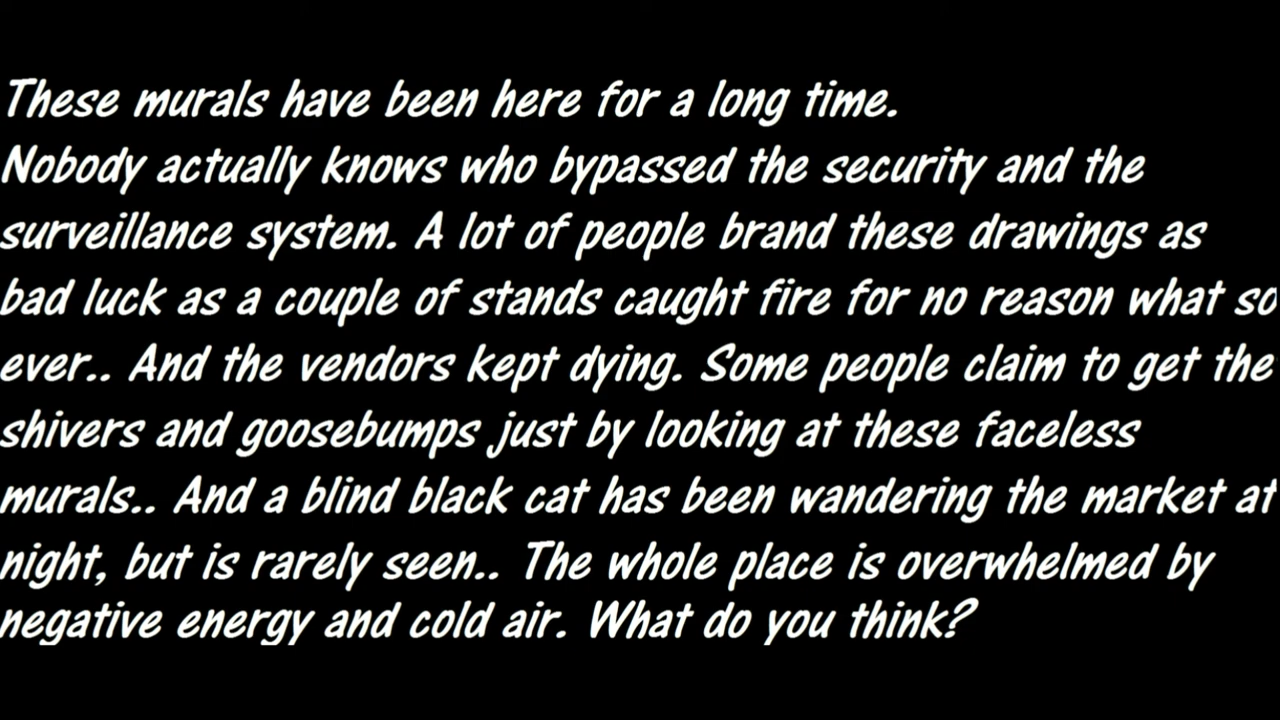 These murals have been here for a long time.
Nobody actually knows who bypassed the security and the
surveillance system. A lot of people brand these drawings as
bad luck as a couple of stands caught fire for no reason what so
ever.. And the vendors kept dying. Some people claim to get the
shivers and goosebumps just by looking at these faceless
murals.. And a blind black cat has been wandering the market at
night, but is rarely seen.. The whole place is overwhelmed by
negative energy and cold air. What do you think?